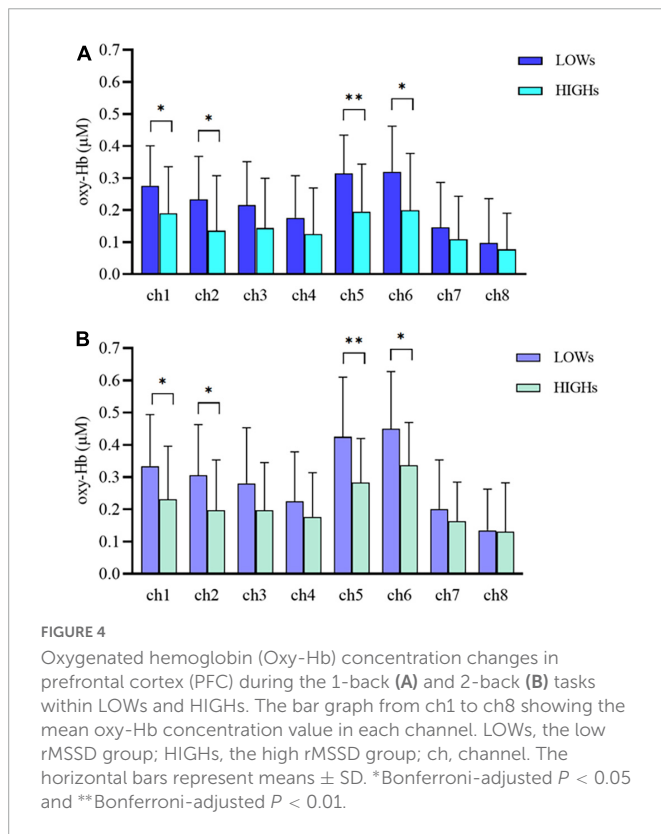 A
0.7
0.6
0.5
0.4
0.3
0.2
0.1
0.0
oxy-Hb (μM)
LOWs
HIGHs
*
*
**
*
ch1 ch2 ch3 ch4 ch5 ch6 ch7 ch8
B
0.7
0.6
0.5
0.4
0.3
0.2
0.1
0.0
oxy-Hb (μM)
LOWs
HIGHs
*
*
**
*
ch1 ch2 ch3 ch4 ch5 ch6 ch7 ch8
FIGURE 4
Oxygenated hemoglobin (Oxy-Hb) concentration changes in
prefrontal cortex (PFC) during the 1-back (A) and 2-back (B) tasks
within LOWs and HIGHs. The bar graph from ch1 to ch8 showing the
mean oxy-Hb concentration value in each channel. LOWs, the low
rMSSD group; HIGHs, the high rMSSD group; ch, channel. The
horizontal bars represent means ± SD. *Bonferroni-adjusted P < 0.05
and **Bonferroni-adjusted P < 0.01.